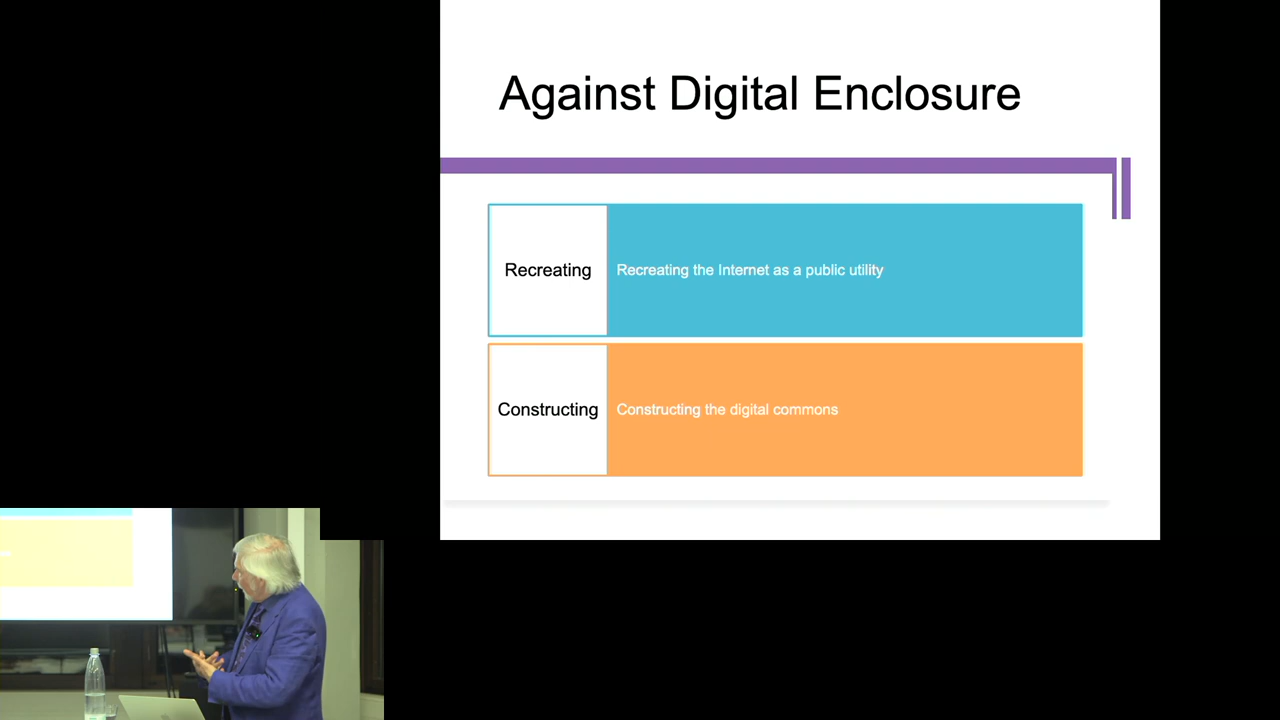 Against Digital Enclosure
Recreating
Recreating the Internet as a public utility
Constructing
Constructing the digital commons